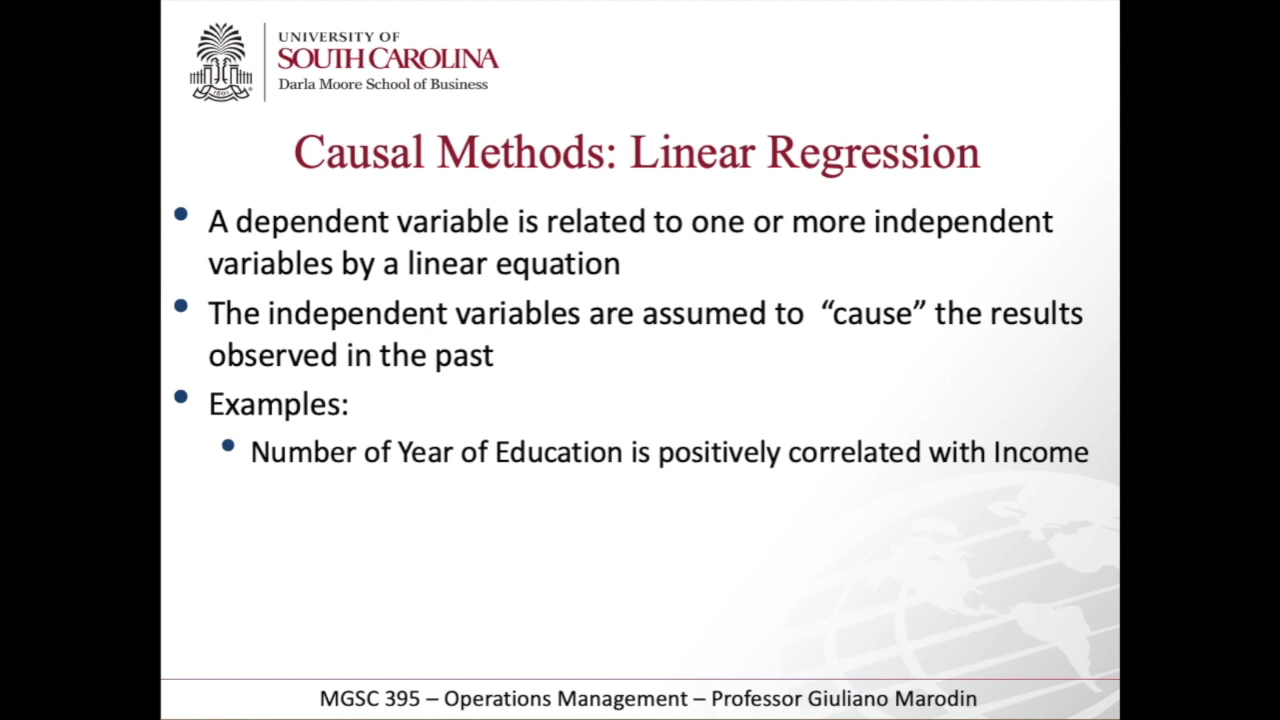 UNIVERSITY OF
SOUTH CAROLINA
Darla Moore School of Business
Causal Methods: Linear Regression
• A dependent variable is related to one or more independent
variables by a linear equation
• The independent variables are assumed to “cause” the results
observed in the past
• Examples:
• Number of Year of Education is positively correlated with Income
MGSC 395 – Operations Management – Professor Giuliano Marodin